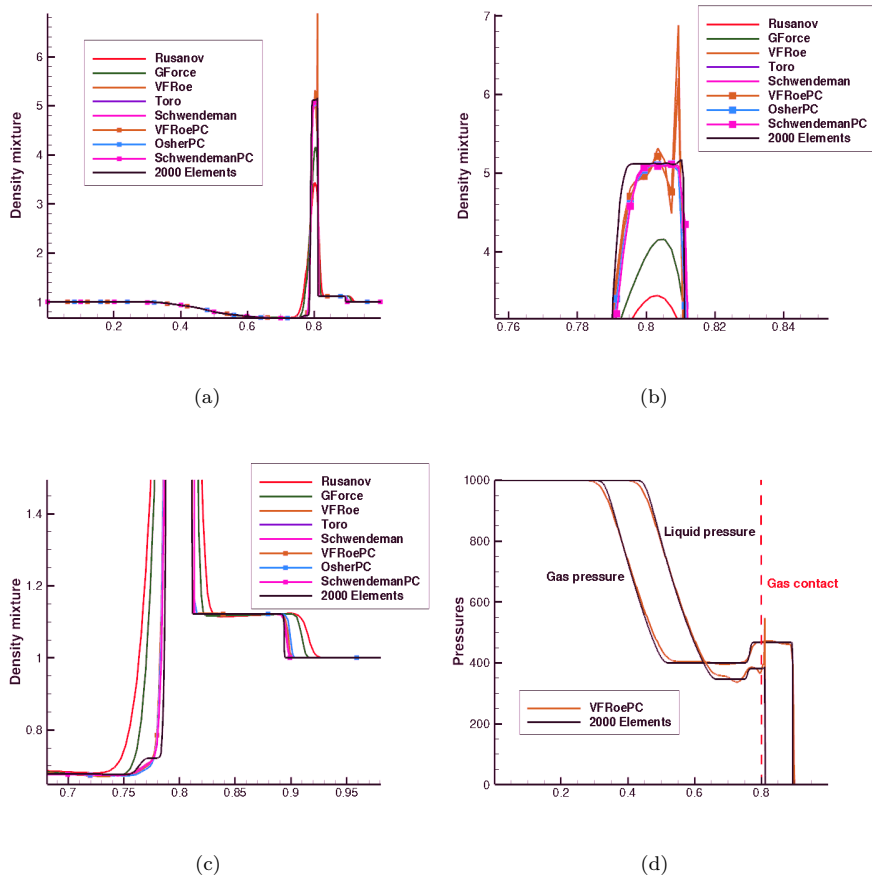 6
5
4
3
2
1
Density mixture
0.2
0.4
0.6
0.8
Rusanov
GForce
VFRoe
Toro
Schwendeman
VFRoePC
OsherPC
SchwendemanPC
2000 Elements
(a)
7
6
5
4
Density mixture
0.76
0.78
0.8
0.82
0.84
Rusanov
GForce
VFRoe
Toro
Schwendeman
VFRoePC
OsherPC
SchwendemanPC
2000 Elements
(b)
1.4
1.2
1
0.8
Density mixture
0.7
0.75
0.8
0.85
0.9
0.95
Rusanov
GForce
VFRoe
Toro
Schwendeman
VFRoePC
OsherPC
SchwendemanPC
2000 Elements
(c)
1000
800
600
400
200
0
Pressures
0.2
0.4
0.6
0.8
Liquid pressure
Gas pressure
Gas contact
VFRoePC
2000 Elements
(d)